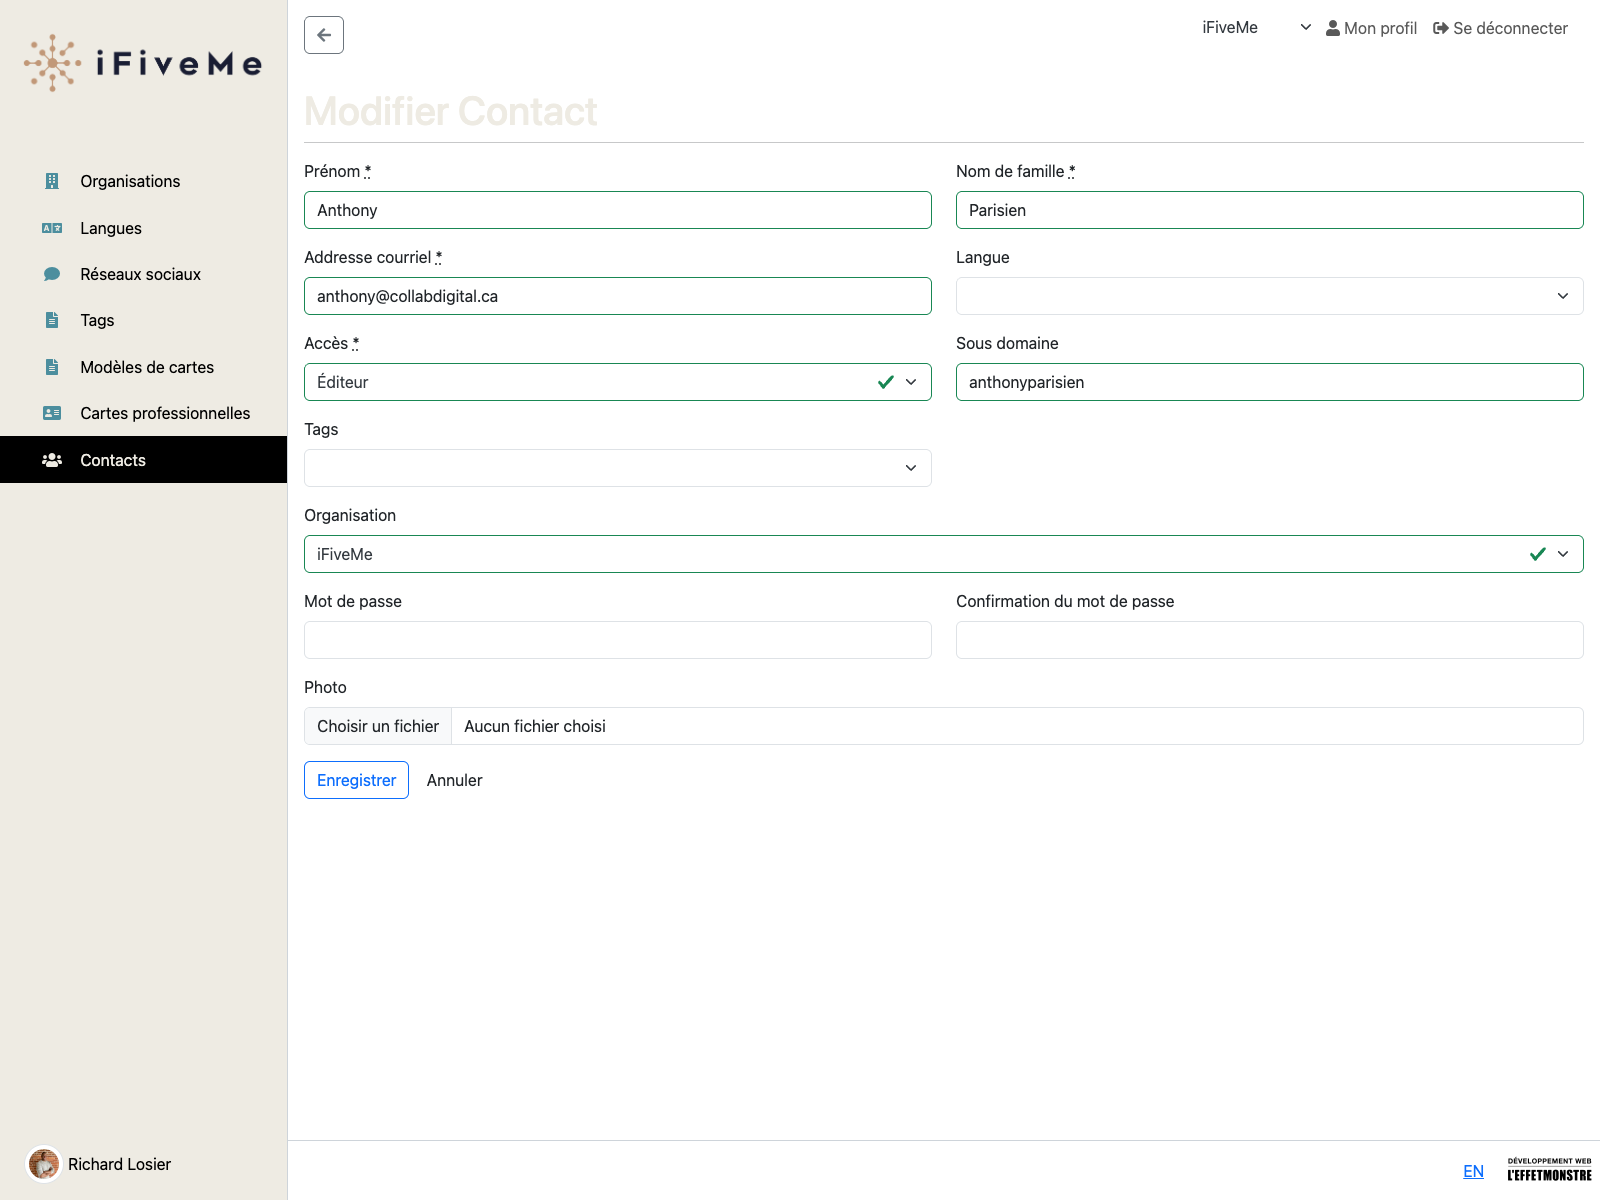 iFiveMe
iFiveMe
Mon profil
Se déconnecter
Organisations
Langues
Réseaux sociaux
Tags
Modèles de cartes
Cartes professionnelles
Contacts
Richard Losier
Modifier Contact
Prénom *
Anthony
Nom de famille *
Parisien
Addresse courriel *
anthony@collabdigital.ca
Langue
Accès *
Éditeur
Sous domaine
anthonyparisien
Tags
Organisation
iFiveMe
Mot de passe
Confirmation du mot de passe
Photo
Choisir un fichier
Aucun fichier choisi
Enregistrer
Annuler
EN
DÉVELOPPEMENT WEB
L'EFFETMONSTRE